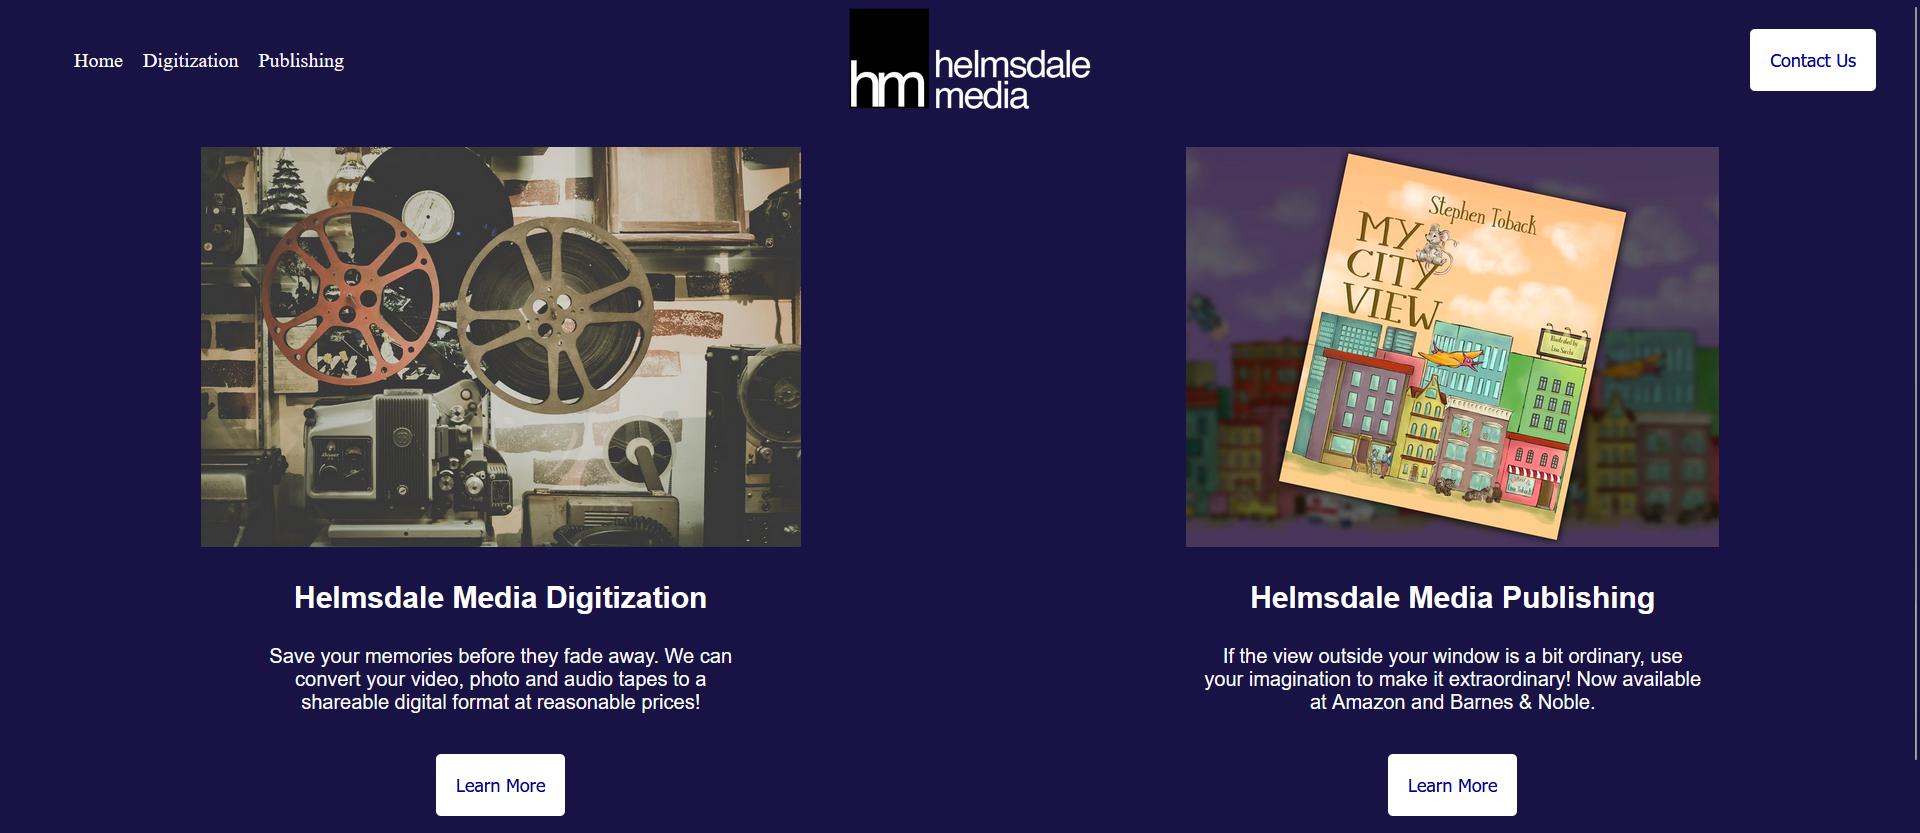 Home Digitization Publishing
hm helmsdale
media
Contact Us
Stephen Toback
MY
CITY
VIEW
Illustrated by
Lisa Sacchi
Helmsdale Media Digitization
Save your memories before they fade away. We can
convert your video, photo and audio tapes to a
shareable digital format at reasonable prices!
Learn More
Helmsdale Media Publishing
If the view outside your window is a bit ordinary, use
your imagination to make it extraordinary! Now available
at Amazon and Barnes & Noble.
Learn More